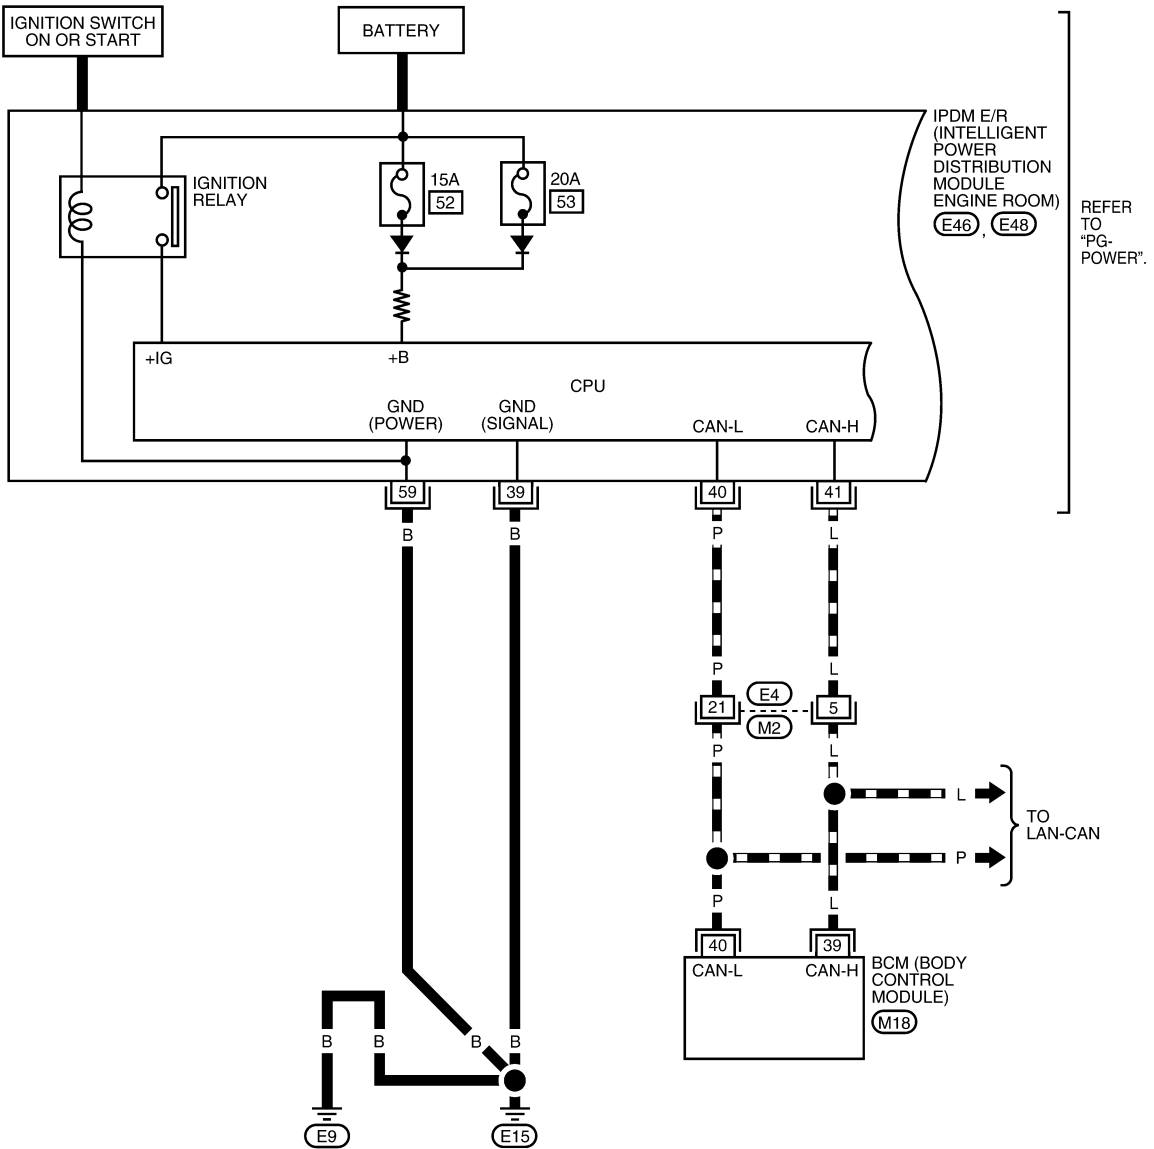 IGNITION SWITCH
ON OR START
BATTERY
IPDM E/R
(INTELLIGENT
POWER
DISTRIBUTION
MODULE
ENGINE ROOM)
E46 , E48
REFER
TO
“PG-
POWER”.
IGNITION
RELAY
15A
52
20A
53
+IG
+B
CPU
GND
(POWER)
GND
(SIGNAL)
CAN-L
CAN-H
59
39
40
41
B
B
P
L
P
L
E4
21
5
M2
P
L
L
TO
LAN-CAN
P
P
L
40
39
CAN-L
CAN-H
BCM (BODY
CONTROL
MODULE)
M18
B
B
B
B
E9
E15